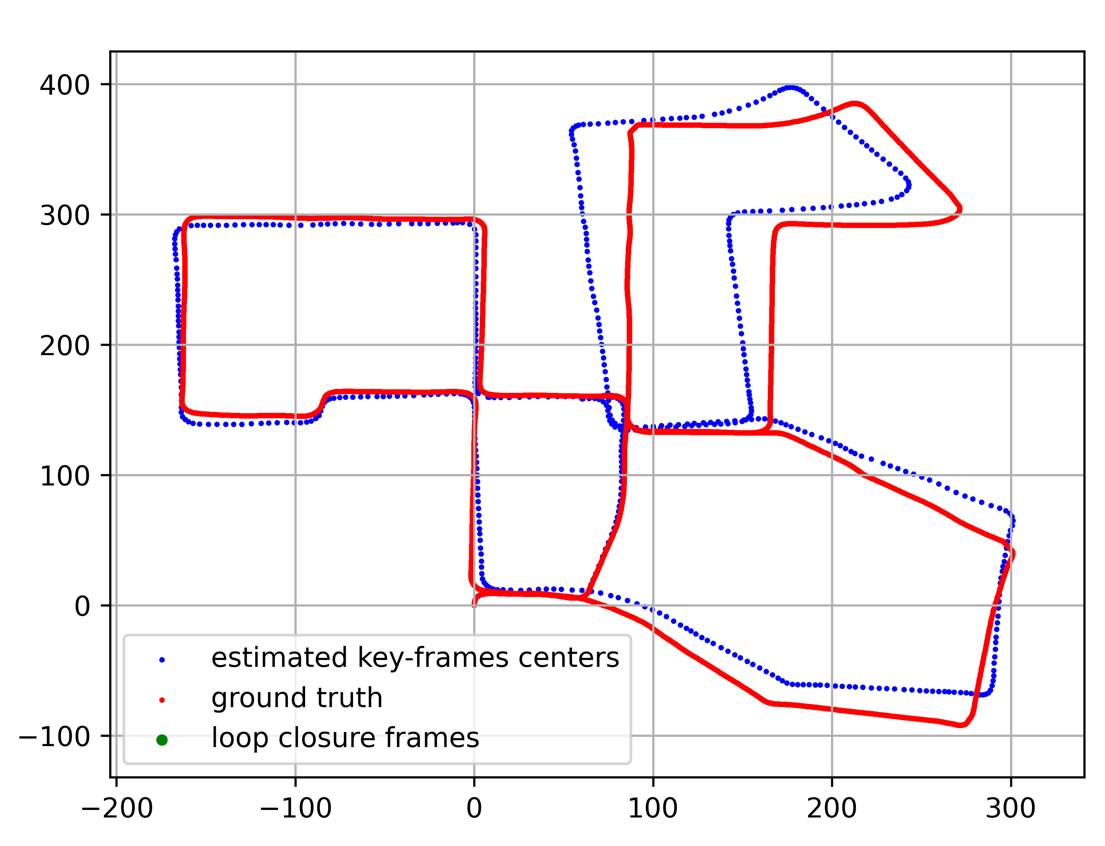 400
300
200
100
0
−100
estimated key-frames centers
ground truth
loop closure frames
−200 −100 0 100 200 300